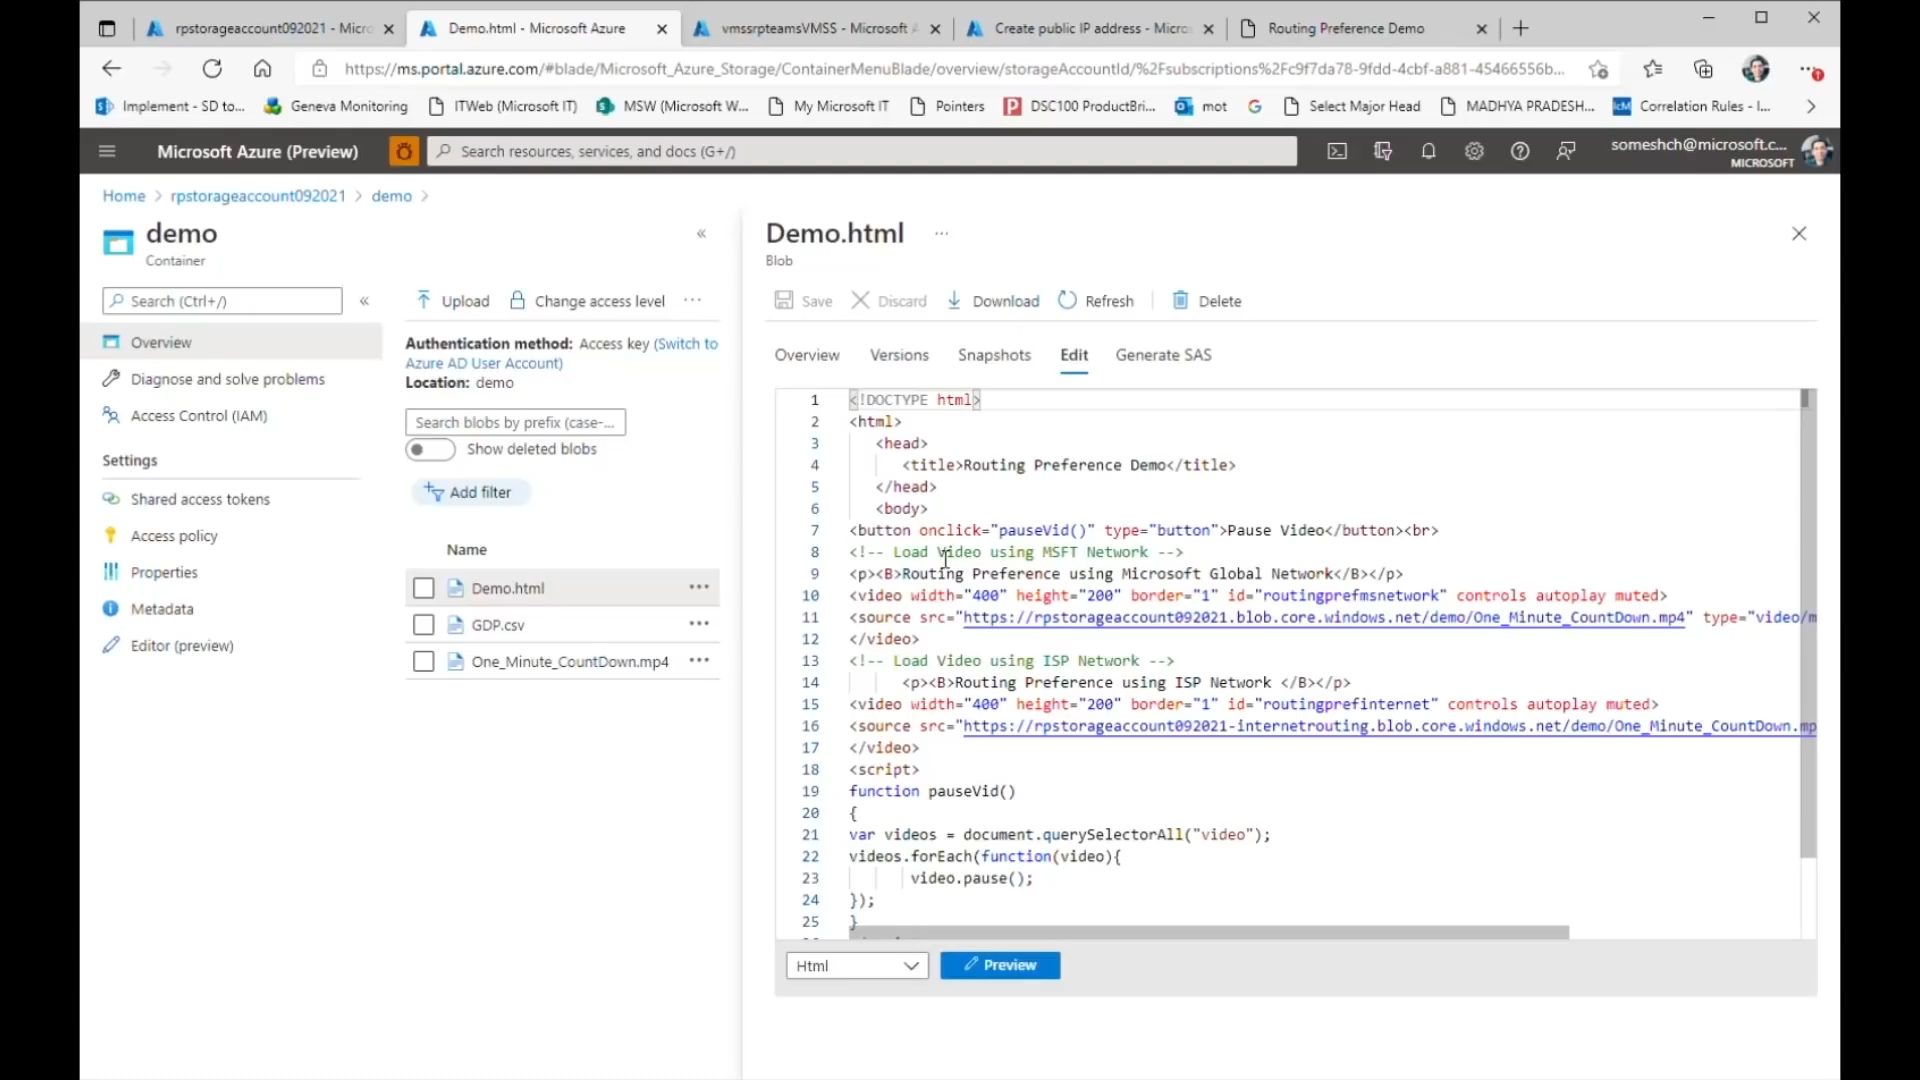 rpstorageaccount092021 - Micro
Demo.html - Microsoft Azure
vmssrpteamsVMSS - Microsoft A
Create public IP address - Micro
Routing Preference Demo
https://ms.portal.azure.com/#blade/Microsoft_Azure_Storage/ContainerMenuBlade/overview/storageAccountId/%2Fsubscriptions%2Fc9f7da78-9fdd-4cbf-a881-45466556b...
Implement - SD to...
Geneva Monitoring
ITWeb (Microsoft IT)
MSW (Microsoft W...
My Microsoft IT
Pointers
DSC100 ProductBri...
mot
Select Major Head
MADHYA PRADESH...
Correlation Rules - I...
Microsoft Azure (Preview)
Search resources, services, and docs (G+/)
someshch@microsoft.c...
MICROSOFT
Home > rpstorageaccount092021 > demo >
demo
Container
Search (Ctrl+/)
Overview
Diagnose and solve problems
Access Control (IAM)
Settings
Shared access tokens
Access policy
Properties
Metadata
Editor (preview)
Upload
Change access level
Authentication method: Access key (Switch to
Azure AD User Account)
Location: demo
Search blobs by prefix (case-...
Show deleted blobs
Add filter
Name
Demo.html
GDP.csv
One_Minute_CountDown.mp4
Demo.html
Blob
Save
Discard
Download
Refresh
Delete
Overview
Versions
Snapshots
Edit
Generate SAS
1 <!DOCTYPE html>
2 <html>
3 <head>
4 <title>Routing Preference Demo</title>
5 </head>
6 <body>
7 <button onclick="pauseVid()" type="button">Pause Video</button><br>
8 <!-- Load Video using MSFT Network -->
9 <p><B>Routing Preference using Microsoft Global Network</B></p>
10 <video width="400" height="200" border="1" id="routingprefmsnetwork" controls autoplay muted>
11 <source src="https://rpstorageaccount092021.blob.core.windows.net/demo/One_Minute_CountDown.mp4" type="video/m
12 </video>
13 <!-- Load Video using ISP Network -->
14 <p><B>Routing Preference using ISP Network </B></p>
15 <video width="400" height="200" border="1" id="routingprefinternet" controls autoplay muted>
16 <source src="https://rpstorageaccount092021-internetrouting.blob.core.windows.net/demo/One_Minute_CountDown.mp
17 </video>
18 <script>
19 function pauseVid()
20 {
21 var videos = document.querySelectorAll("video");
22 videos.forEach(function(video){
23 video.pause();
24 });
25 }
Html
Preview